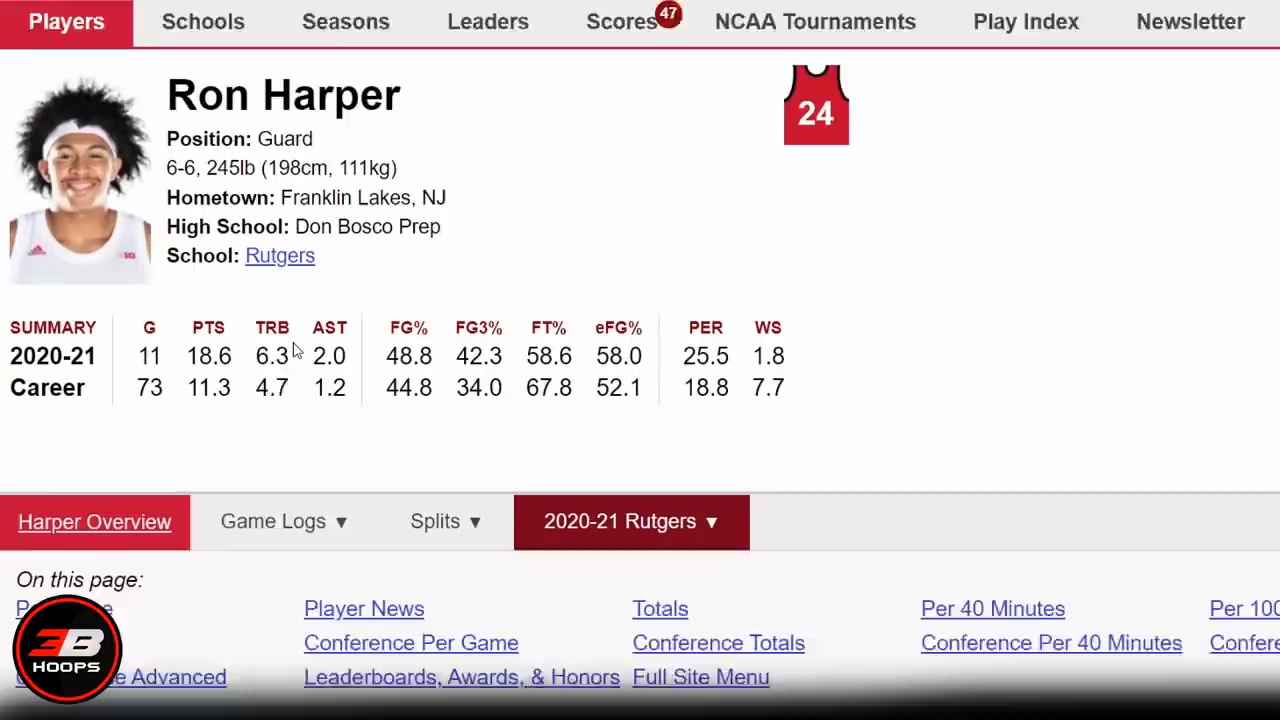 Players Schools Seasons Leaders Scores 47 NCAA Tournaments Play Index Newsletter
Ron Harper
24
Position: Guard
6-6, 245lb (198cm, 111kg)
Hometown: Franklin Lakes, NJ
High School: Don Bosco Prep
School: Rutgers
SUMMARY G PTS TRB AST FG% FG3% FT% eFG% PER WS
2020-21 11 18.6 6.3 2.0 48.8 42.3 58.6 58.0 25.5 1.8
Career 73 11.3 4.7 1.2 44.8 34.0 67.8 52.1 18.8 7.7
Harper Overview Game Logs ▼ Splits ▼ 2020-21 Rutgers ▼
On this page:
Player News Totals Per 40 Minutes Per 100
Conference Per Game Conference Totals Conference Per 40 Minutes
Advanced Leaderboards, Awards, & Honors Full Site Menu
3B
HOOPS